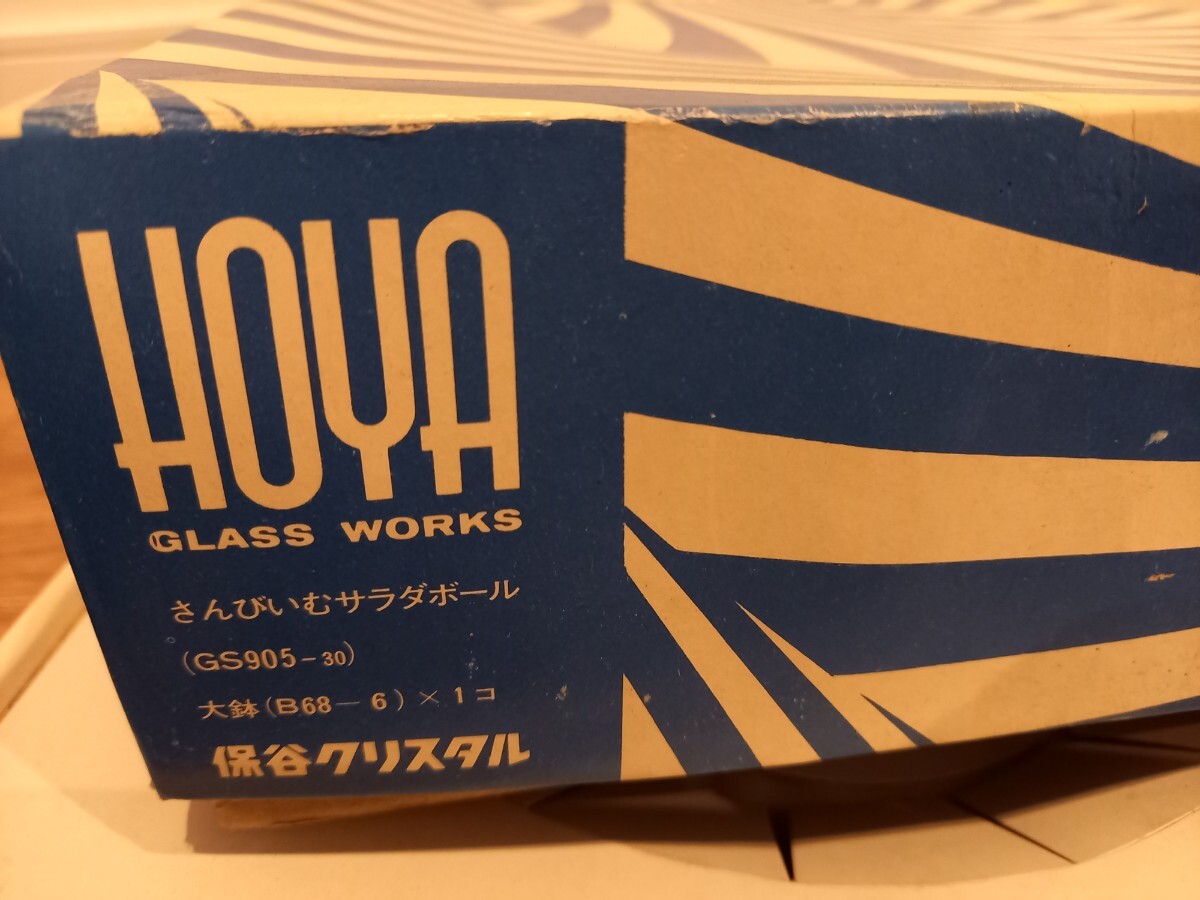 HOYA
GLASS WORKS
さんびいむサラダボール
(GS905-30)
大鉢(B68-6)×1コ
保谷クリスタル